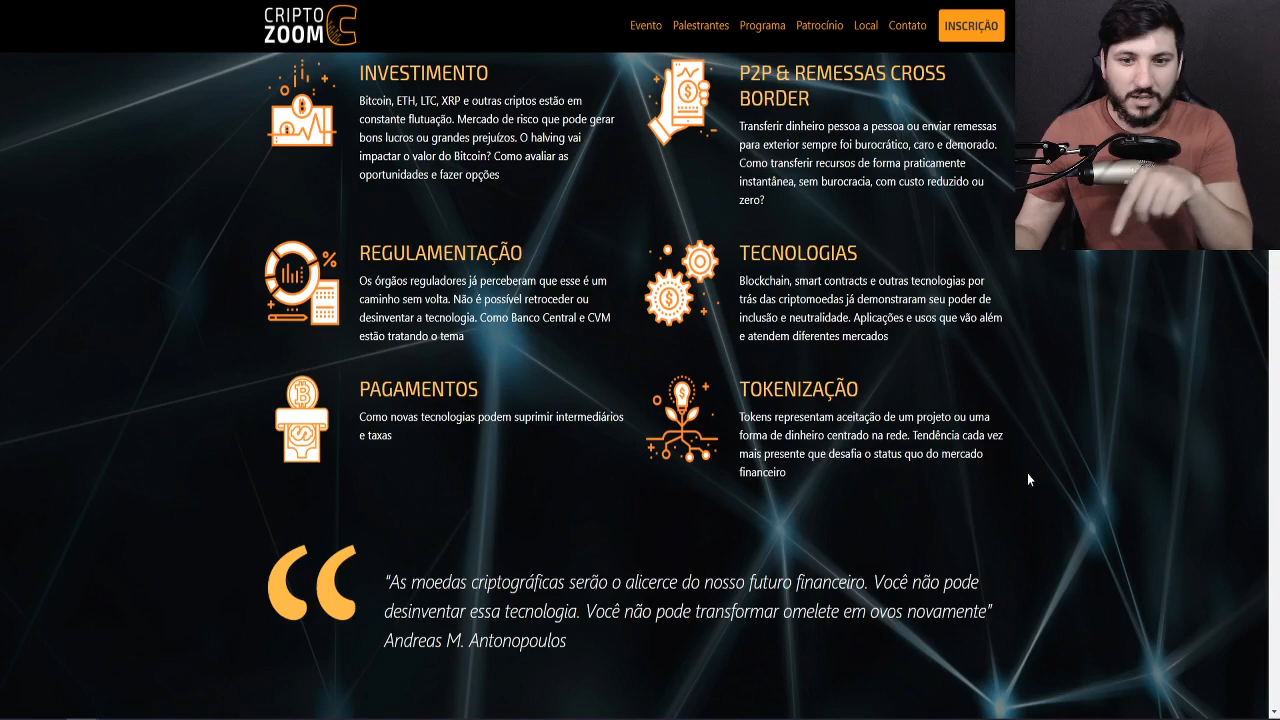 CRIPTO
ZOOM
Evento Palestrantes Programa Patrocínio Local Contato INSCRIÇÃO
INVESTIMENTO
Bitcoin, ETH, LTC, XRP e outras criptos estão em
constante flutuação. Mercado de risco que pode gerar
bons lucros ou grandes prejuízos. O halving vai
impactar o valor do Bitcoin? Como avaliar as
oportunidades e fazer opções
P2P & REMESSAS CROSS
BORDER
Transferir dinheiro pessoa a pessoa ou enviar remessas
para exterior sempre foi burocrático, caro e demorado.
Como transferir recursos de forma praticamente
instantânea, sem burocracia, com custo reduzido ou
zero?
REGULAMENTAÇÃO
Os órgãos reguladores já perceberam que esse é um
caminho sem volta. Não é possível retroceder ou
desinventar a tecnologia. Como Banco Central e CVM
estão tratando o tema
TECNOLOGIAS
Blockchain, smart contracts e outras tecnologias por
trás das criptomoedas já demonstraram seu poder de
inclusão e neutralidade. Aplicações e usos que vão além
e atendem diferentes mercados
PAGAMENTOS
Como novas tecnologias podem suprimir intermediários
e taxas
TOKENIZAÇÃO
Tokens representam aceitação de um projeto ou uma
forma de dinheiro centrado na rede. Tendência cada vez
mais presente que desafia o status quo do mercado
financeiro
"As moedas criptográficas serão o alicerce do nosso futuro financeiro. Você não pode
desinventar essa tecnologia. Você não pode transformar omelete em ovos novamente"
Andreas M. Antonopoulos